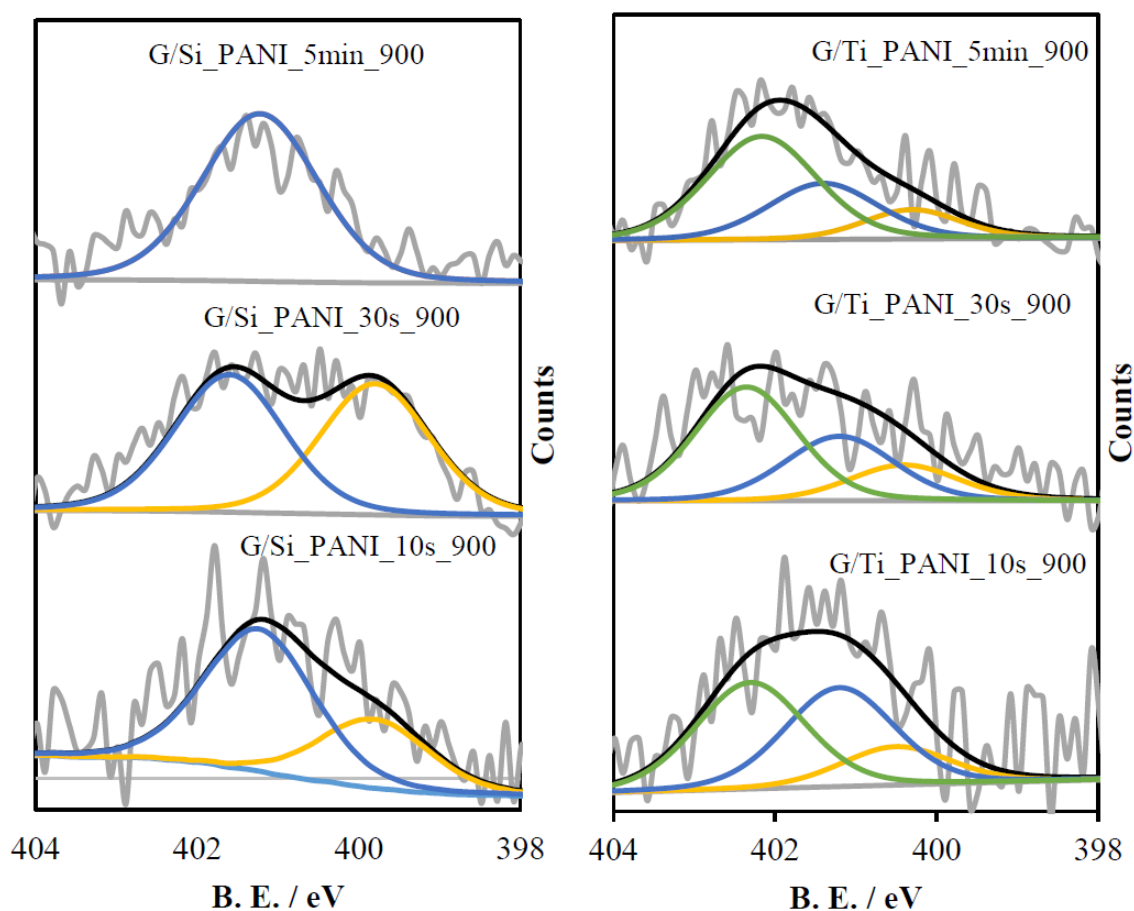 G/Si_PANI_5min_900
G/Si_PANI_30s_900
G/Si_PANI_10s_900
Counts
404 402 400 398
B. E. / eV
G/Ti_PANI_5min_900
G/Ti_PANI_30s_900
G/Ti_PANI_10s_900
Counts
404 402 400 398
B. E. / eV